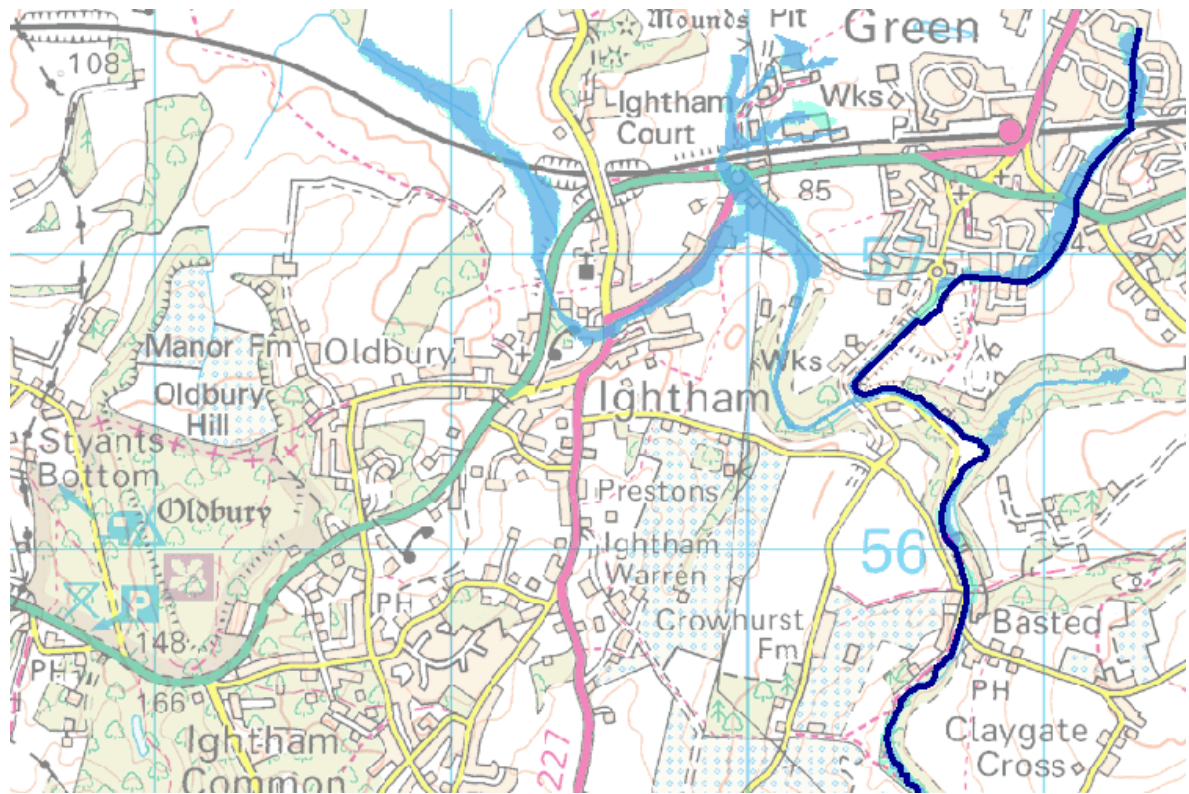 Mounds
Pit
Green
108
Ightham
Court
Wks
85
57
Manor Fm
Oldbury
Oldbury
Hill
Wks
Ightham
Styants
Bottom
Oldbury
Prestons
Ightham
Warren
56
P
PH
Crowhurst
Fm
Basted
148
PH
166
PH
Ightham
Common
227
Claygate
Cross